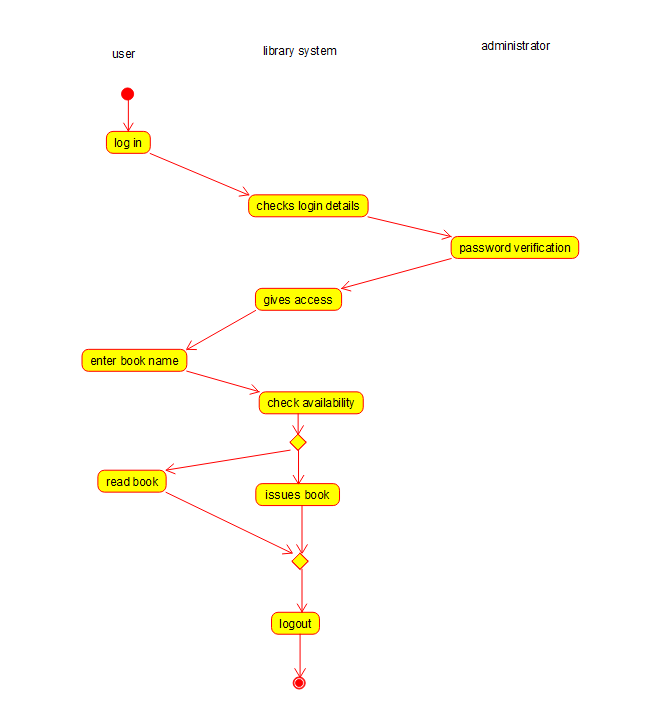 user
library system
administrator
log in
checks login details
password verification
gives access
enter book name
check availability
read book
issues book
logout